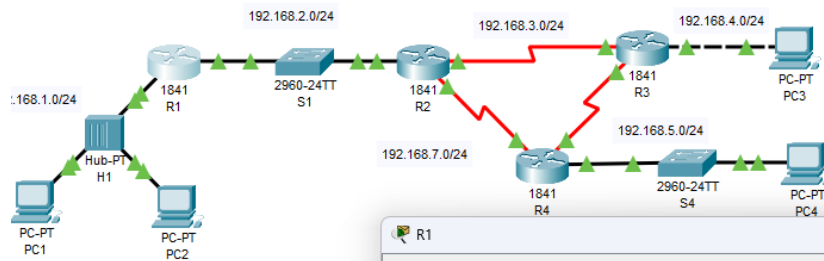 192.168.2.0/24
192.168.3.0/24
192.168.4.0/24
.168.1.0/24
1841
R1
2960-24TT
S1
1841
R2
1841
R3
PC-PT
PC3
Hub-PT
H1
192.168.7.0/24
192.168.5.0/24
1841
R4
2960-24TT
S4
PC-PT
PC4
PC-PT
PC1
PC-PT
PC2
R1